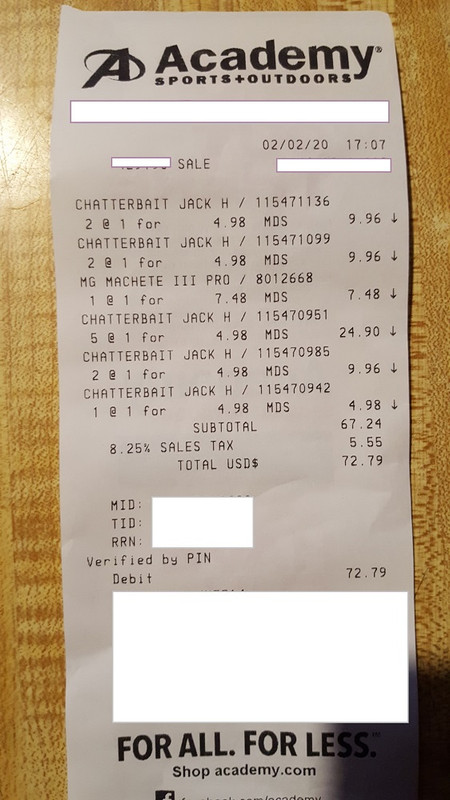 Academy®
SPORTS+OUTDOORS
02/02/20 17:07
SALE
CHATTERBAIT JACK H / 115471136
2 @ 1 for 4.98 MDS 9.96 ↓
CHATTERBAIT JACK H / 115471099
2 @ 1 for 4.98 MDS 9.96 ↓
MG MACHETE III PRO / 8012668
1 @ 1 for 7.48 MDS 7.48 ↓
CHATTERBAIT JACK H / 115470951
5 @ 1 for 4.98 MDS 24.90 ↓
CHATTERBAIT JACK H / 115470985
2 @ 1 for 4.98 MDS 9.96 ↓
CHATTERBAIT JACK H / 115470942
1 @ 1 for 4.98 MDS 4.98 ↓
SUBTOTAL 67.24
8.25% SALES TAX 5.55
TOTAL USD$ 72.79
MID:
TID:
RRN:
Verified by PIN
Debit 72.79
FOR ALL. FOR LESS.
Shop academy.com
facebook.com/academy